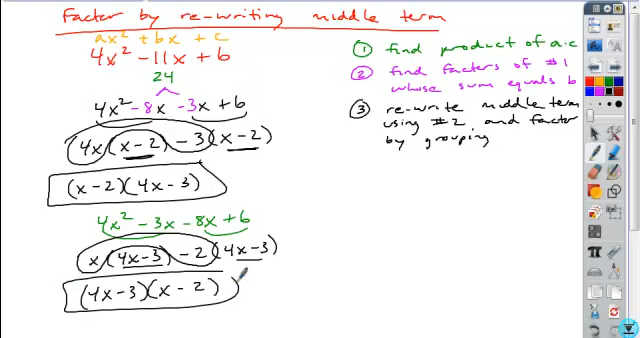 Factor by re-writing middle term
ax² + bx + c
4x² - 11x + 6
24
4x² - 8x - 3x + 6
4x(x-2) - 3(x-2)
(x-2)(4x-3)
4x² - 3x - 8x + 6
x(4x-3) - 2(4x-3)
(4x-3)(x-2)
① find product of a.c
② find factors of #1
whose sum equals b
③ re-write middle term
using #2 and factor
by grouping